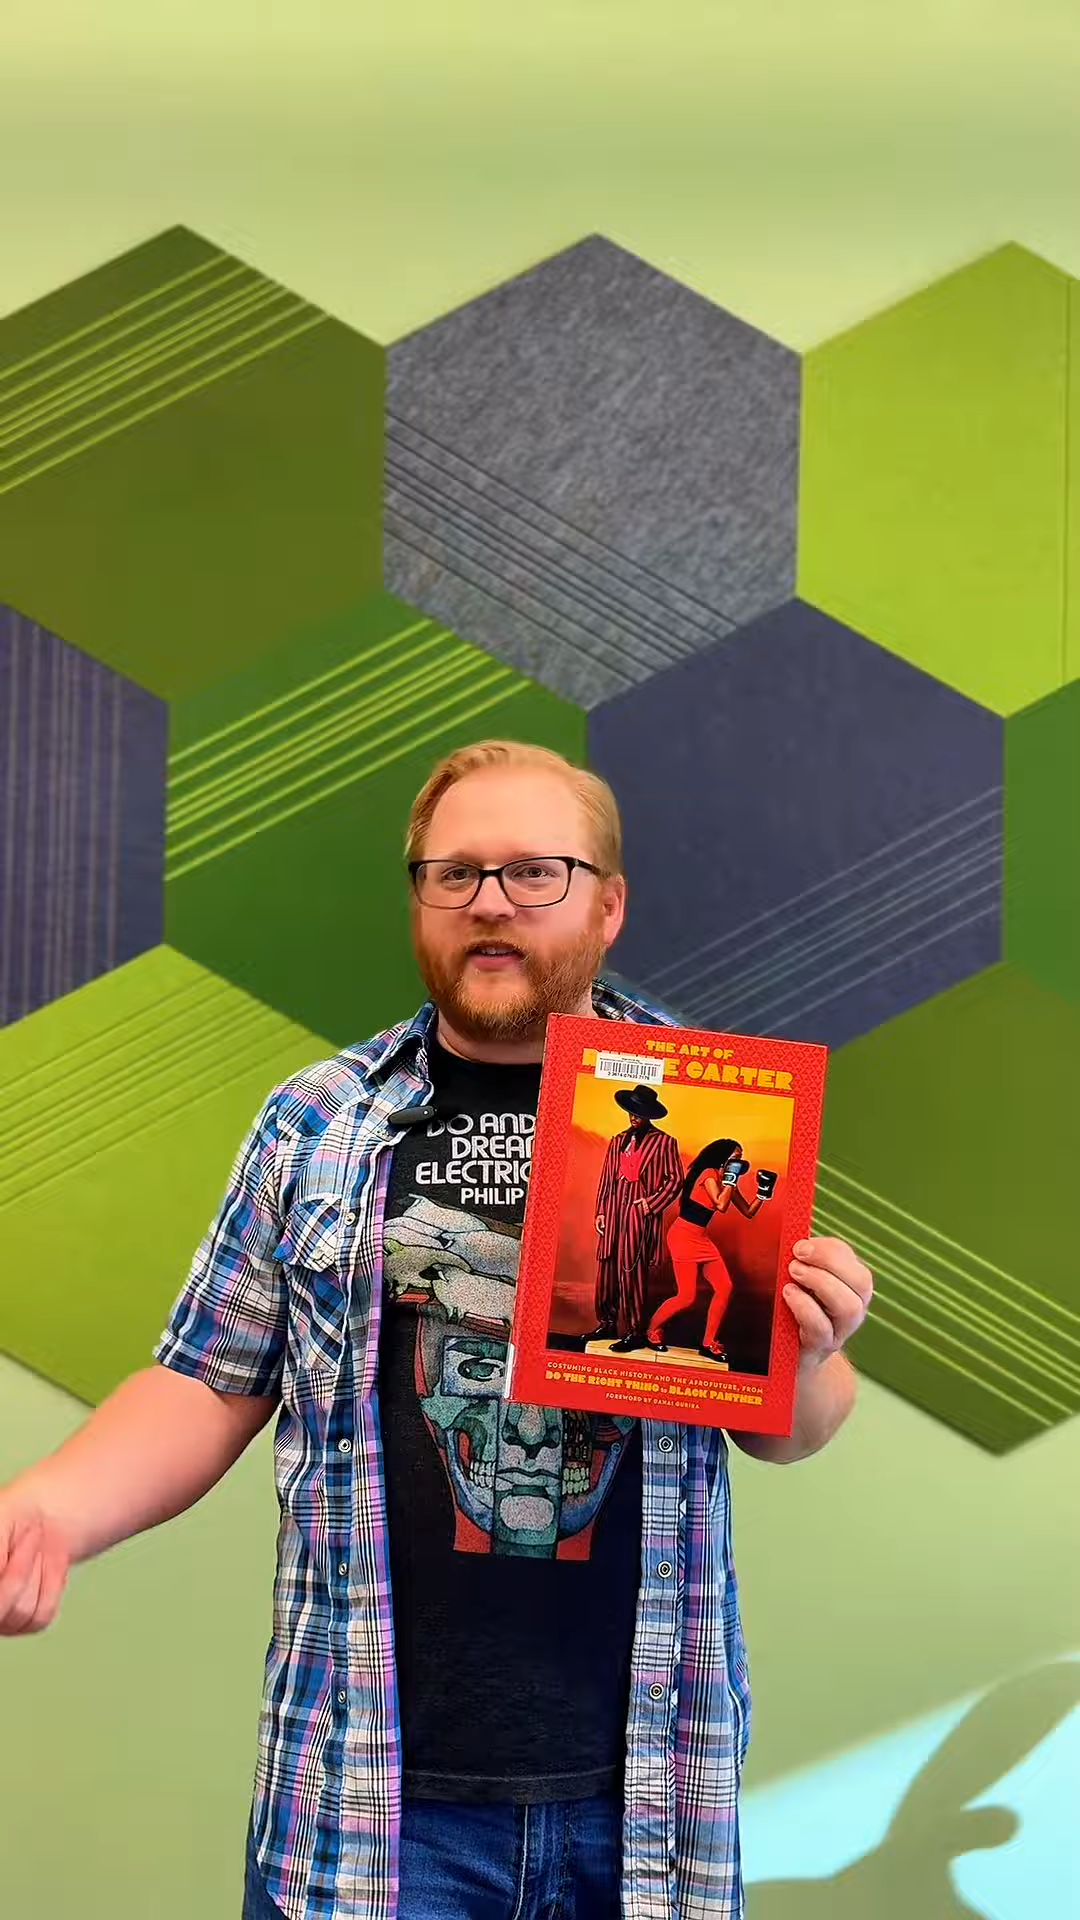 DO AND
DREA
ELECTRIC
PHILIP
THE ART OF
CARTER
COSTUMING BLACK HISTORY AND THE AFROFUTURE, FROM
DO THE RIGHT THING to BLACK PANTHER
FOREWORD BY DANAI GURIRA